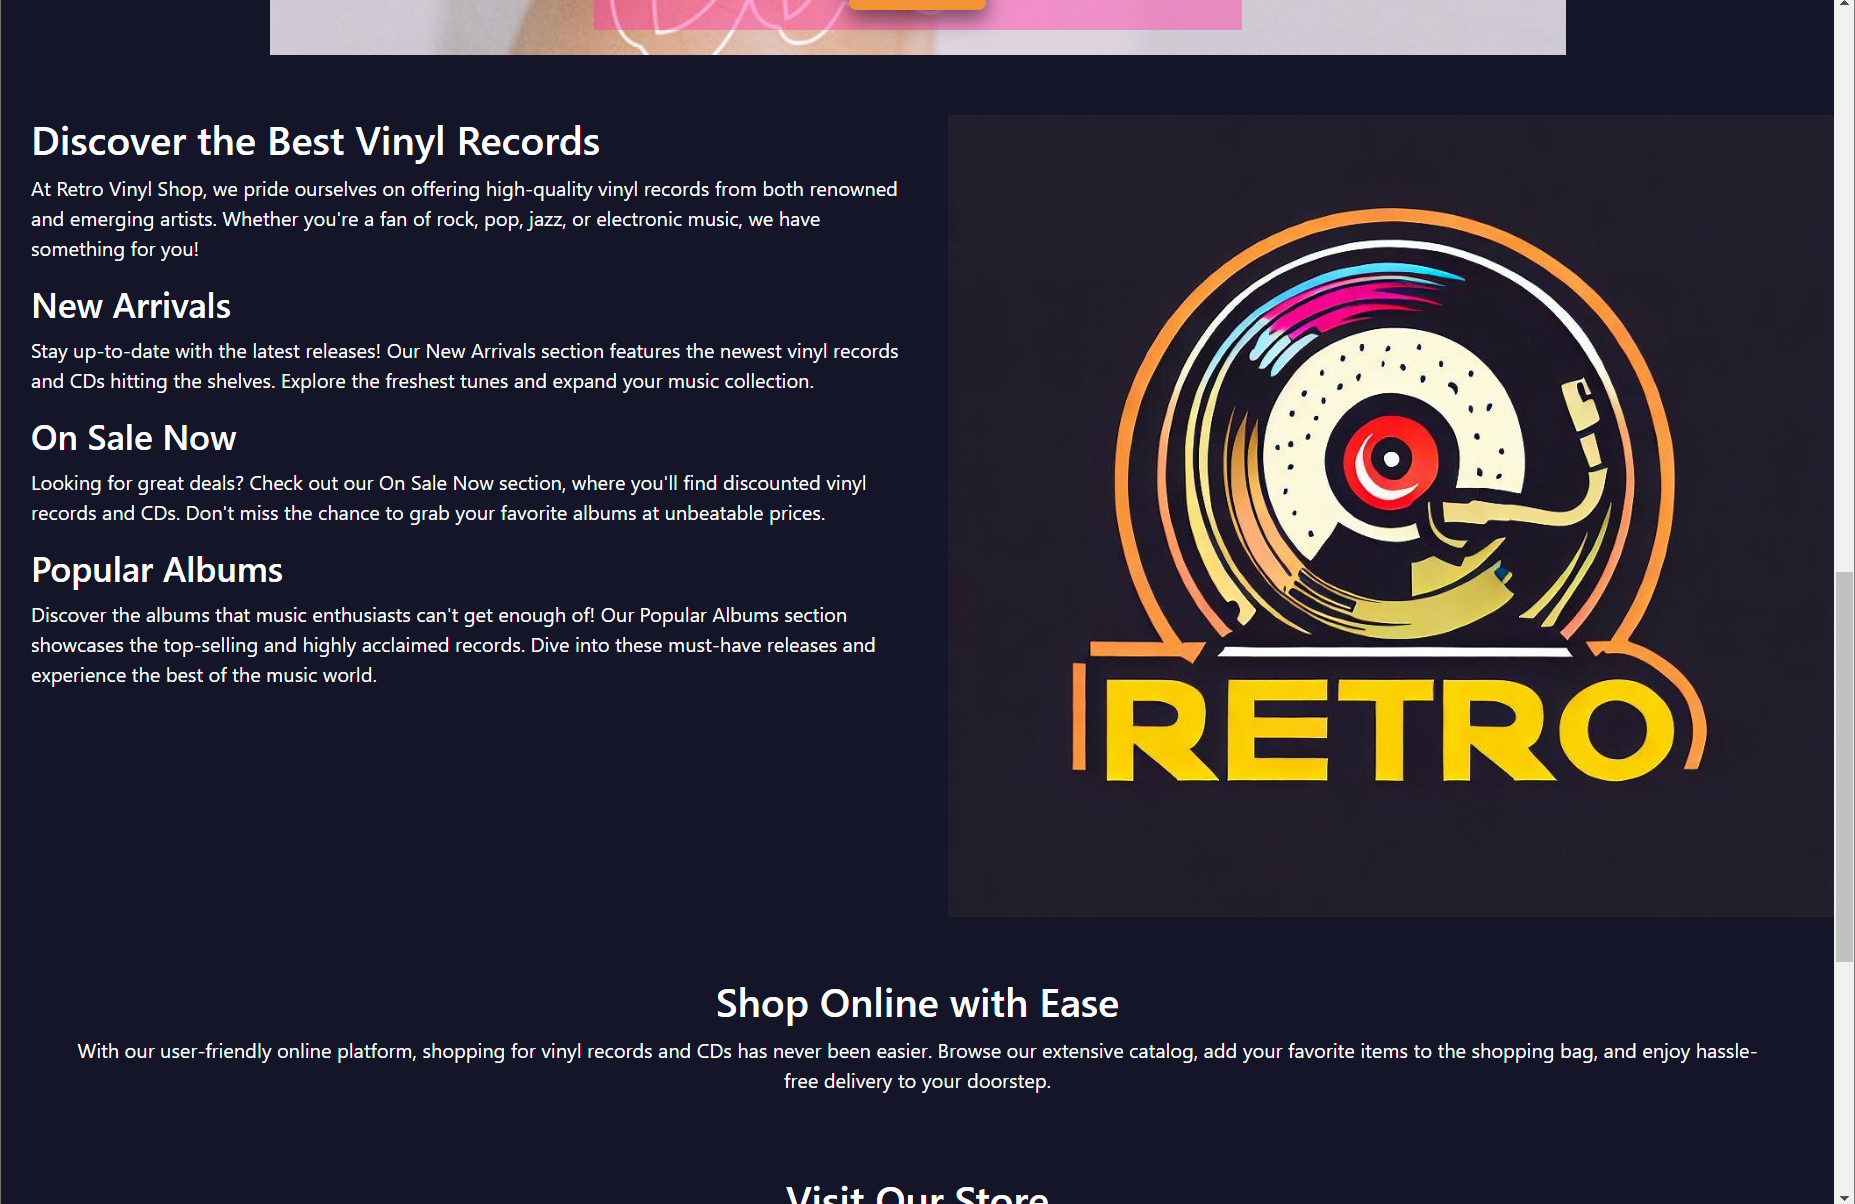 Discover the Best Vinyl Records
At Retro Vinyl Shop, we pride ourselves on offering high-quality vinyl records from both renowned
and emerging artists. Whether you're a fan of rock, pop, jazz, or electronic music, we have
something for you!
New Arrivals
Stay up-to-date with the latest releases! Our New Arrivals section features the newest vinyl records
and CDs hitting the shelves. Explore the freshest tunes and expand your music collection.
On Sale Now
Looking for great deals? Check out our On Sale Now section, where you'll find discounted vinyl
records and CDs. Don't miss the chance to grab your favorite albums at unbeatable prices.
Popular Albums
Discover the albums that music enthusiasts can't get enough of! Our Popular Albums section
showcases the top-selling and highly acclaimed records. Dive into these must-have releases and
experience the best of the music world.
RETRO
Shop Online with Ease
With our user-friendly online platform, shopping for vinyl records and CDs has never been easier. Browse our extensive catalog, add your favorite items to the shopping bag, and enjoy hassle-
free delivery to your doorstep.
Visit Our Store